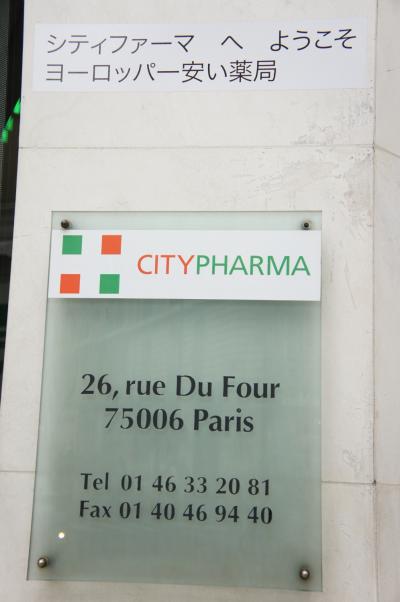 シティファーマ　へ　ようこそ
ヨーロッパー安い薬局
CITYPHARMA
26, rue Du Four
75006 Paris
Tel 01 46 33 20 81
Fax 01 40 46 94 40